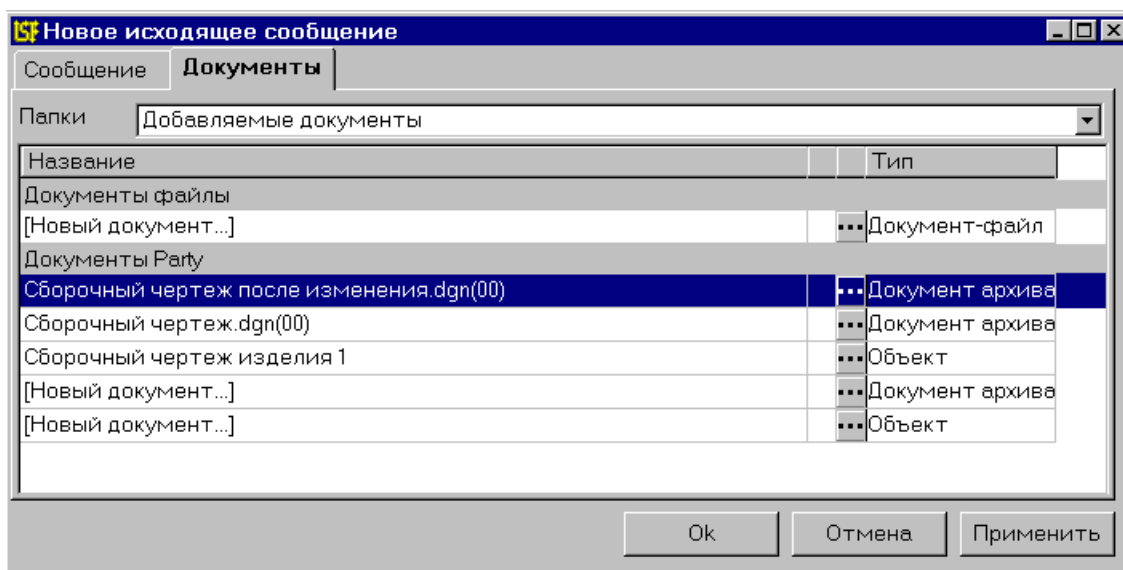 Новое исходящее сообщение
Сообщение Документы
Папки Добавляемые документы
Название Тип
Документы файлы
[Новый документ...] ... Документ-файл
Документы Party
Сборочный чертеж после изменения.dgn(00) ... Документ архива
Сборочный чертеж.dgn(00) ... Документ архива
Сборочный чертеж изделия 1 ... Объект
[Новый документ...] ... Документ архива
[Новый документ...] ... Объект
Ok Отмена Применить